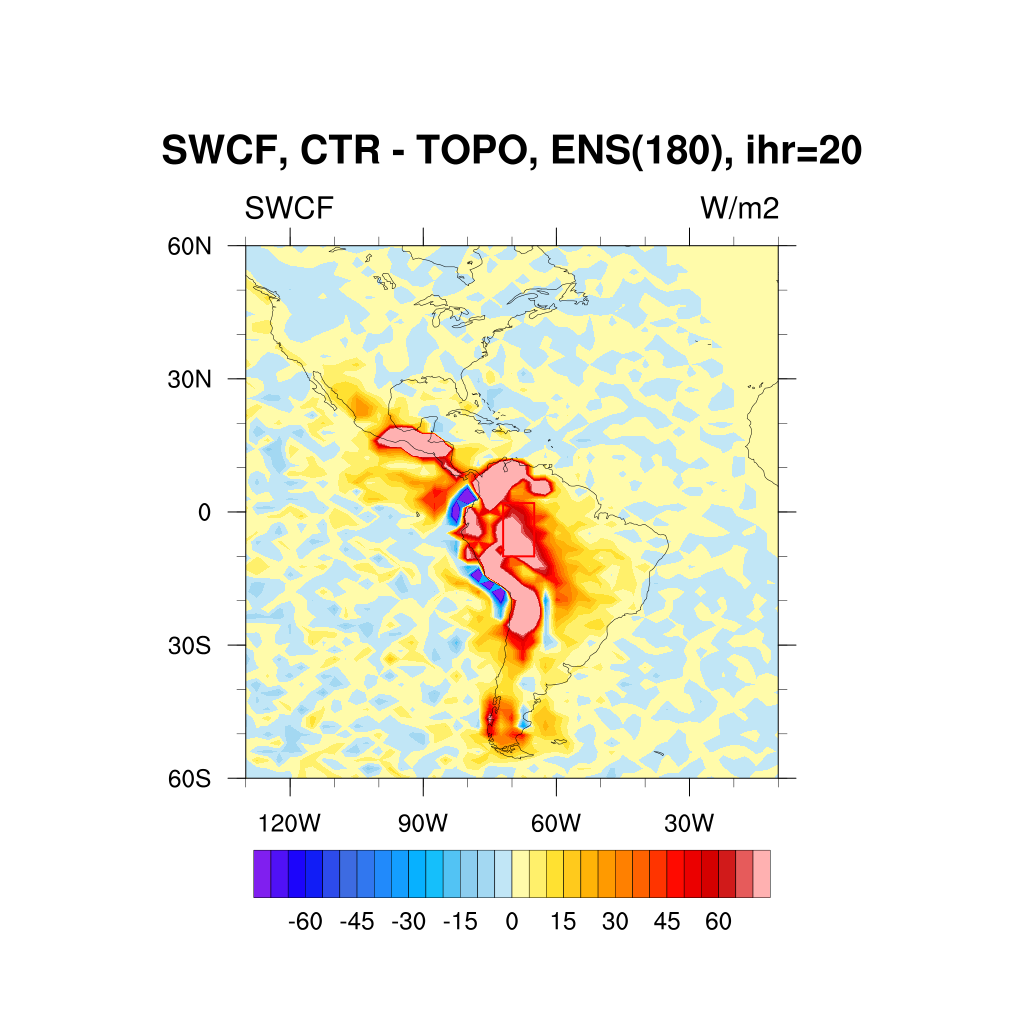 SWCF, CTR - TOPO, ENS(180), ihr=20
SWCF W/m2
60N
30N
0
30S
60S
120W 90W 60W 30W
-60 -45 -30 -15 0 15 30 45 60